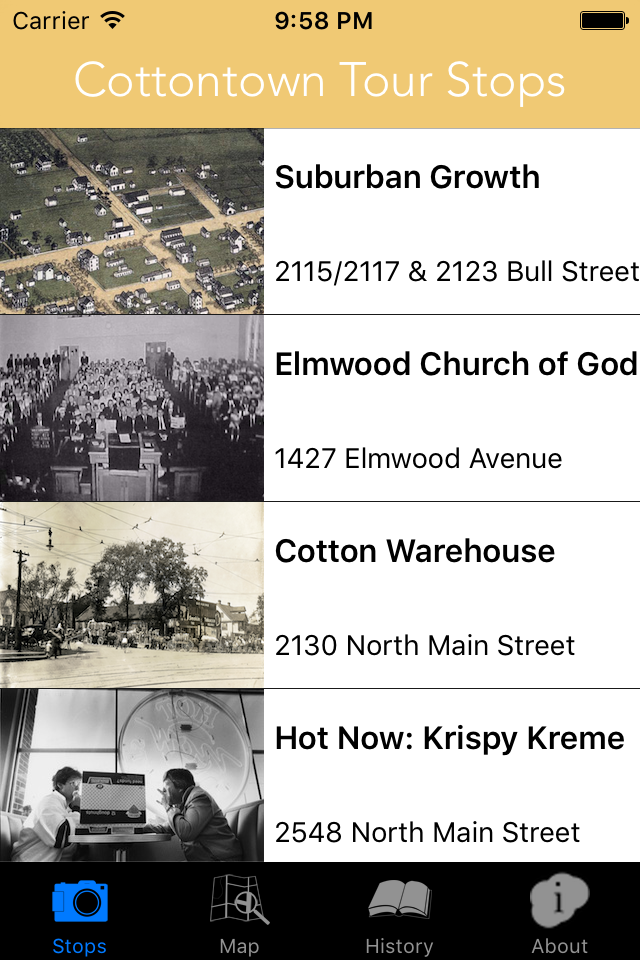 Carrier 9:58 PM
Cottontown Tour Stops
Suburban Growth
2115/2117 & 2123 Bull Street
Elmwood Church of God
1427 Elmwood Avenue
Cotton Warehouse
2130 North Main Street
Hot Now: Krispy Kreme
2548 North Main Street
Stops Map History About